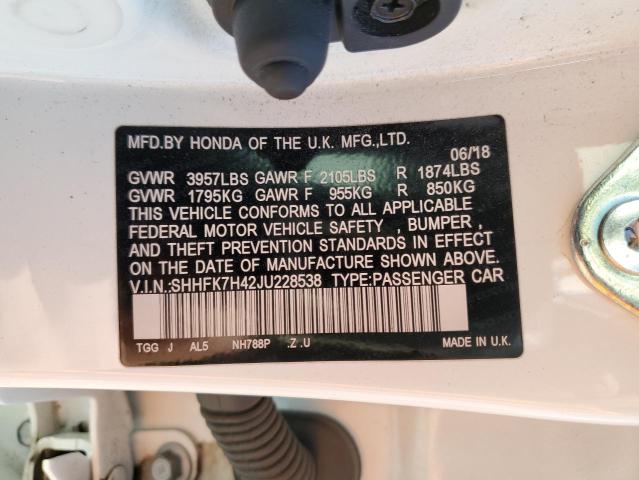 MFD.BY HONDA OF THE U.K. MFG.,LTD.
06/18
GVWR 3957LBS GAWR F 2105LBS R 1874LBS
GVWR 1795KG GAWR F 955KG R 850KG
THIS VEHICLE CONFORMS TO ALL APPLICABLE
FEDERAL MOTOR VEHICLE SAFETY , BUMPER ,
AND THEFT PREVENTION STANDARDS IN EFFECT
ON THE DATE OF MANUFACTURE SHOWN ABOVE.
V.I.N.:SHHFK7H42JU228538 TYPE:PASSENGER CAR
TGG J AL5 NH788P .Z .U MADE IN U.K.